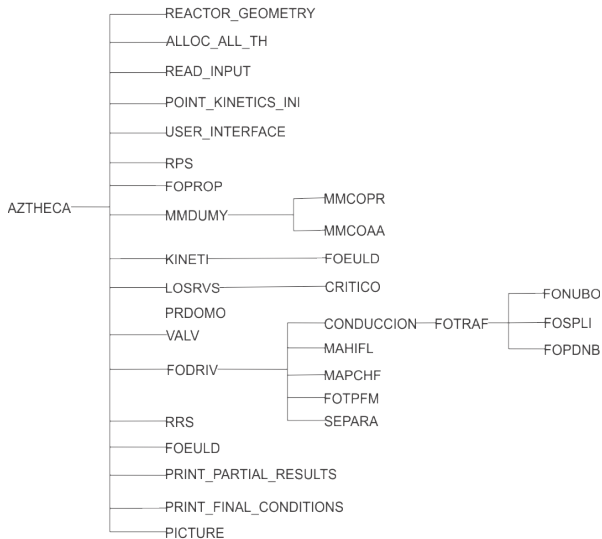 REACTOR_GEOMETRY
ALLOC_ALL_TH
READ_INPUT
POINT_KINETICS_INI
USER_INTERFACE
RPS
FOPROP
AZTHECA
MMDUMY
MMCOPR
MMCOAA
KINETI
FOEULD
LOSRVS
CRITICO
PRDOMO
VALV
FODRIV
CONDUCCION
FOTRAF
FONUBO
FOSPLI
FOPDNB
MAHIFL
MAPCHF
FOTPFM
SEPARA
RRS
FOEULD
PRINT_PARTIAL_RESULTS
PRINT_FINAL_CONDITIONS
PICTURE